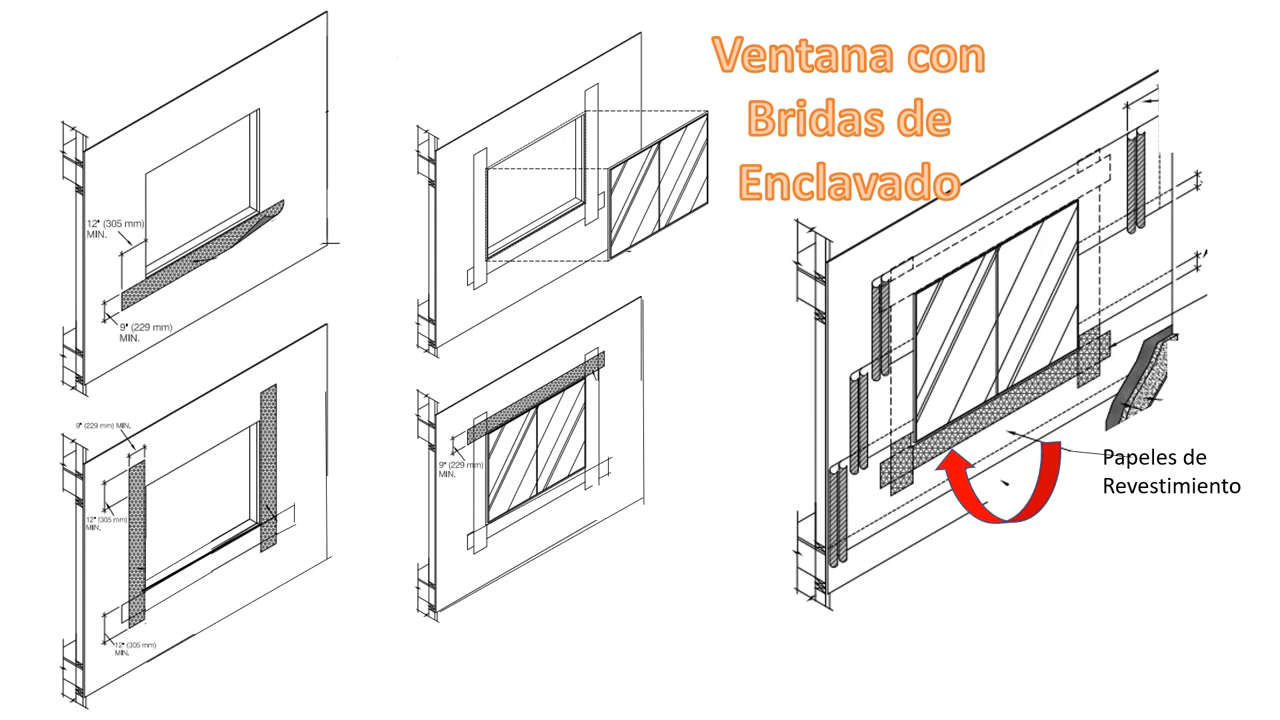 Ventana con
Bridas de
Enclavado
12" (305 mm)
MIN.
9" (229 mm)
MIN.
9" (229 mm) MIN.
12" (305 mm)
MIN.
12" (305 mm)
MIN.
9" (229 mm)
MIN.
Papeles de
Revestimiento